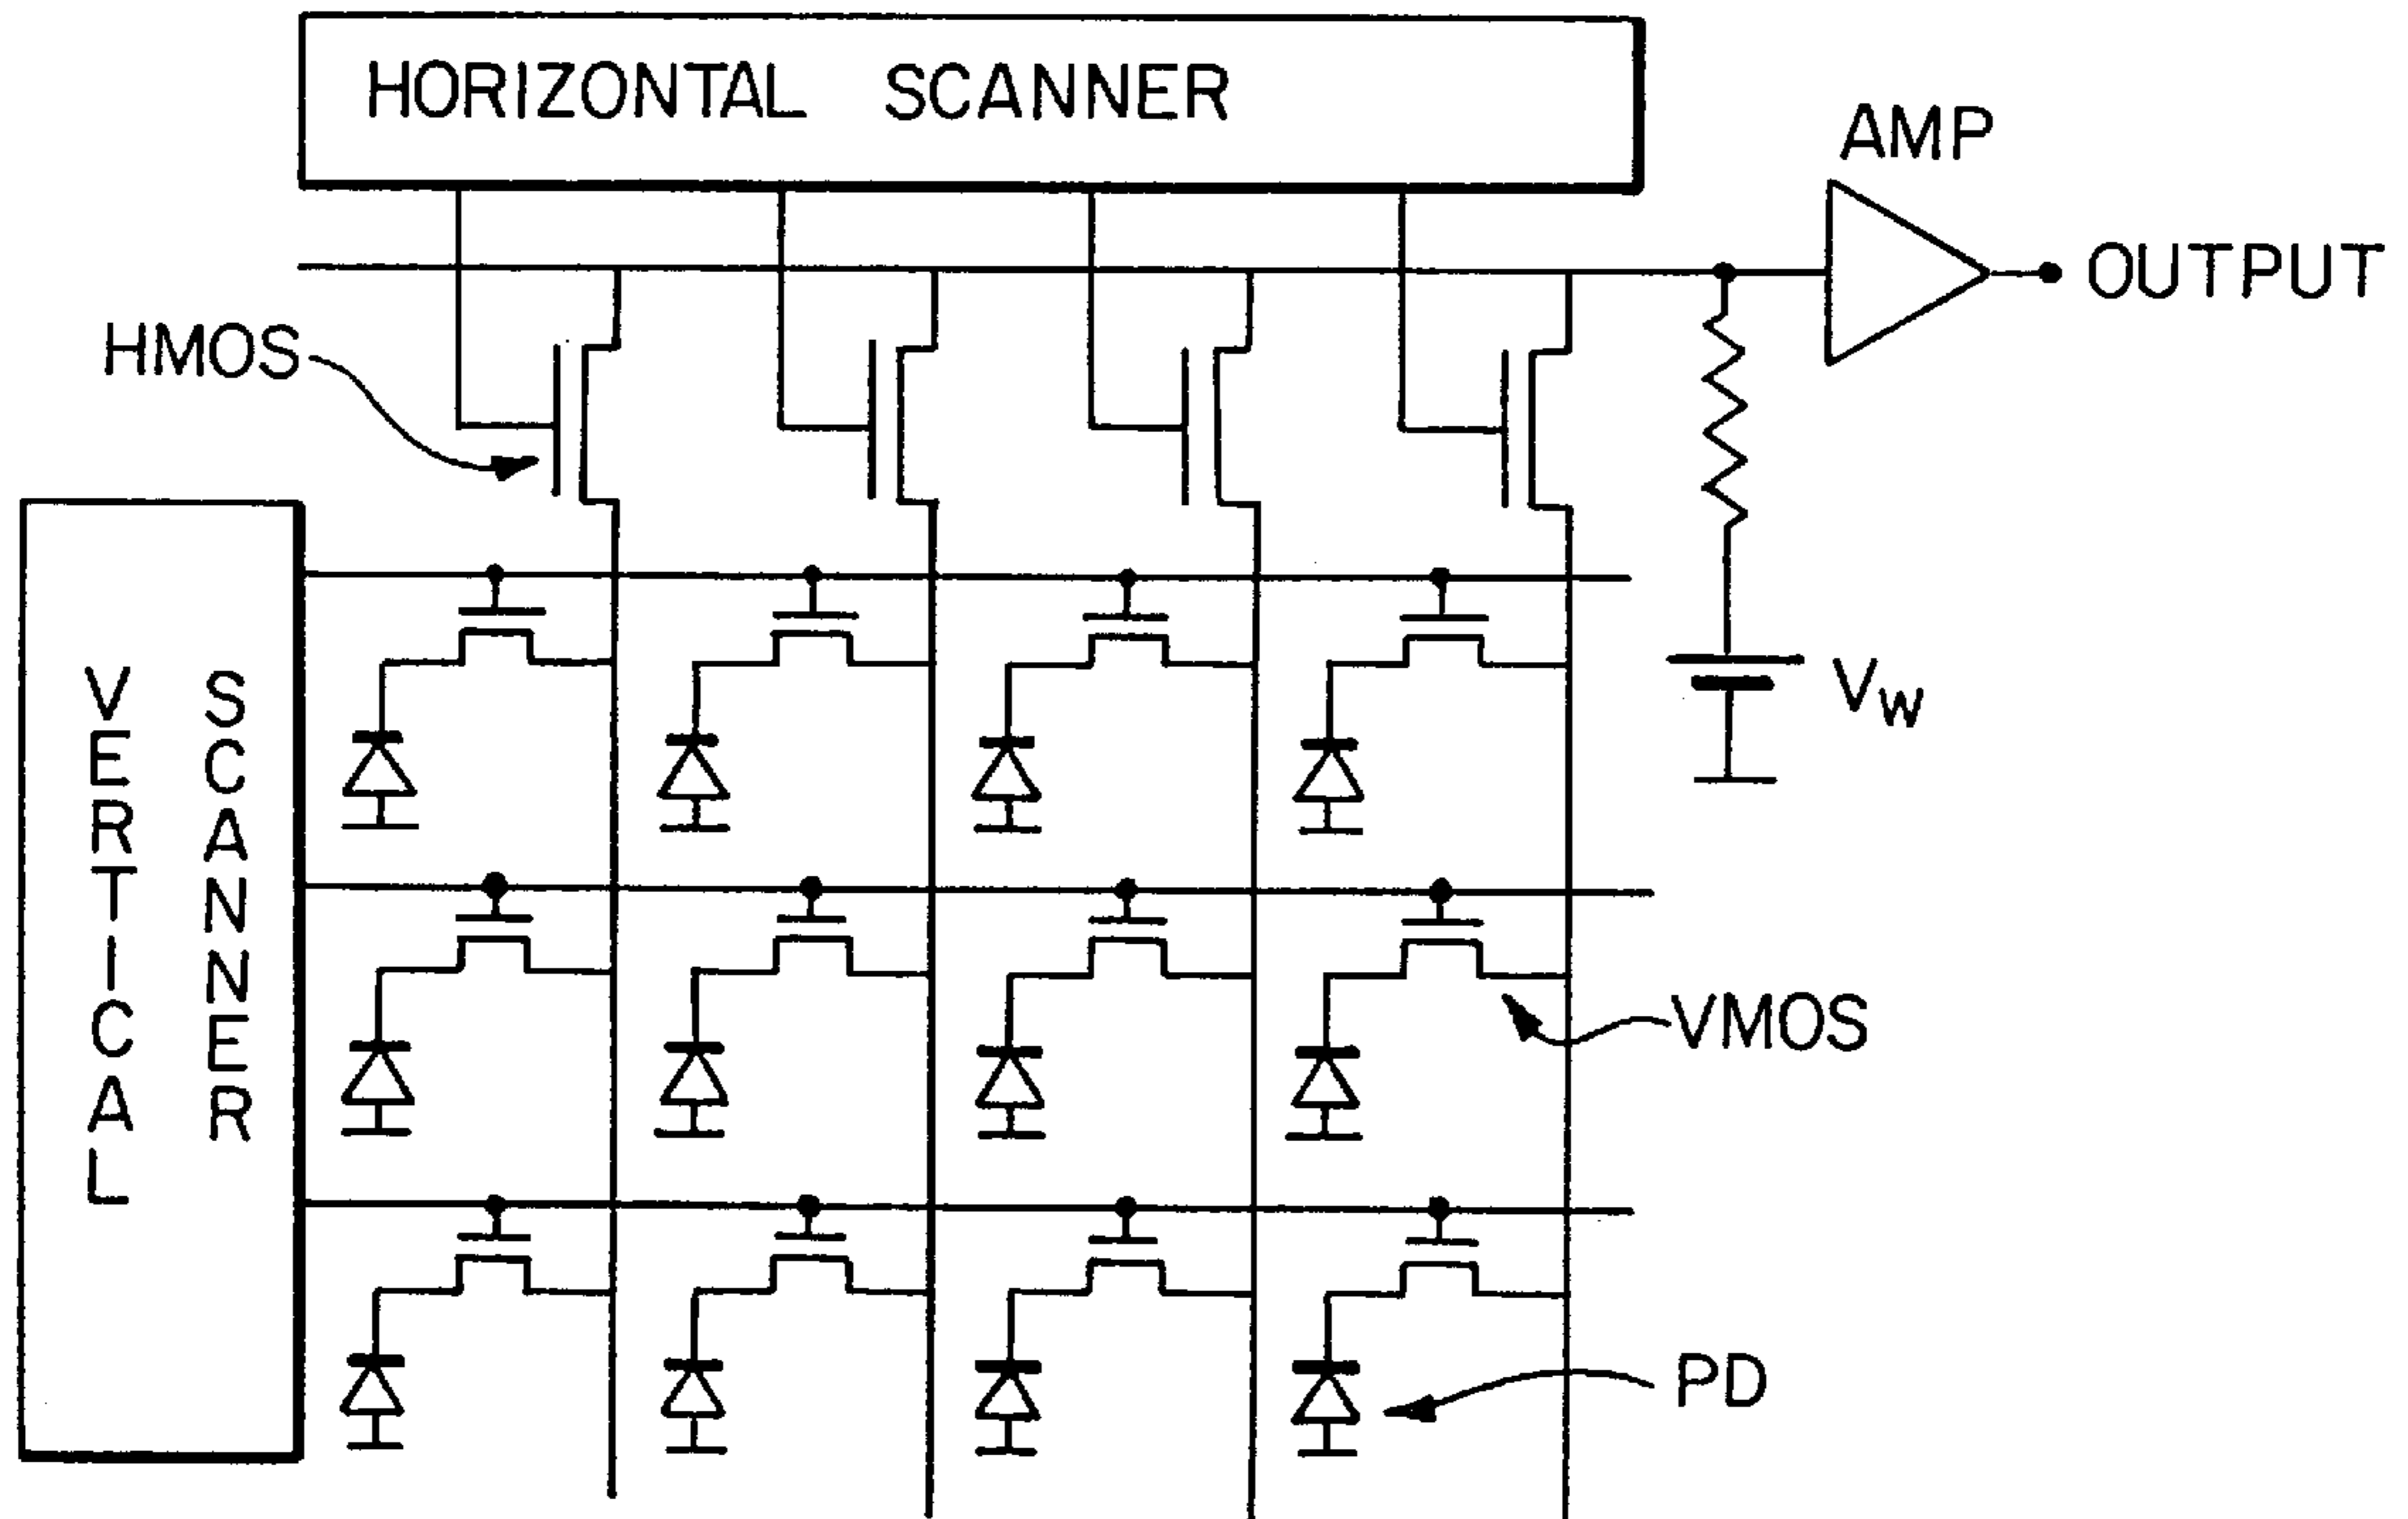 HORIZONTAL SCANNER
AMP
OUTPUT
HMOS
VERTICAL
SCANNER
VW
VMOS
PD